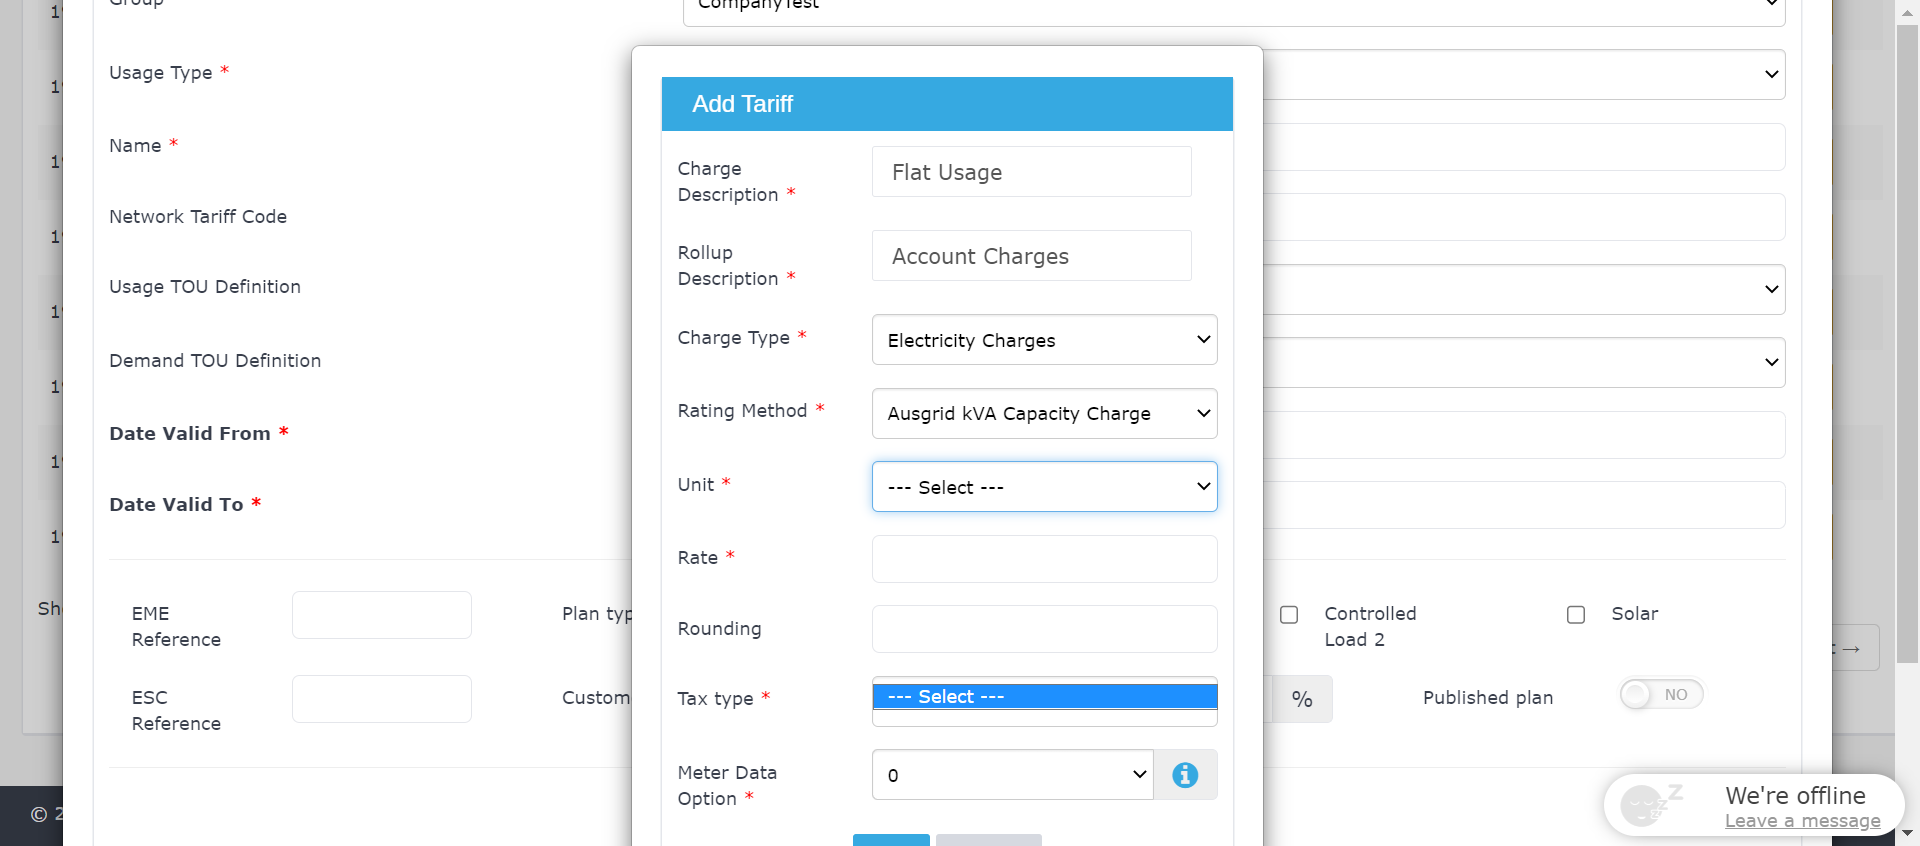 CompanyTest
Usage Type *
Name *
Network Tariff Code
Usage TOU Definition
Demand TOU Definition
Date Valid From *
Date Valid To *
EME
Reference
Plan typ
ESC
Reference
Custom
Add Tariff
Charge
Description *
Flat Usage
Rollup
Description *
Account Charges
Charge Type *
Electricity Charges
Rating Method *
Ausgrid kVA Capacity Charge
Unit *
--- Select ---
Rate *
Rounding
Tax type *
--- Select ---
Meter Data
Option *
0
Controlled
Load 2
Solar
%
Published plan
NO
We're offline
Leave a message
© 2